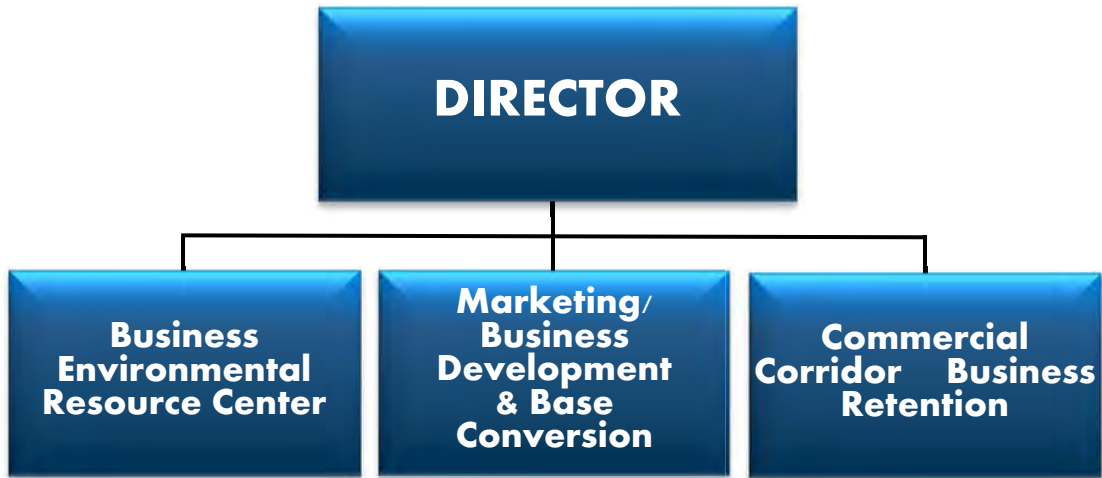 DIRECTOR
Business
Environmental
Resource Center
Marketing/
Business
Development
& Base
Conversion
Commercial
Corridor Business
Retention